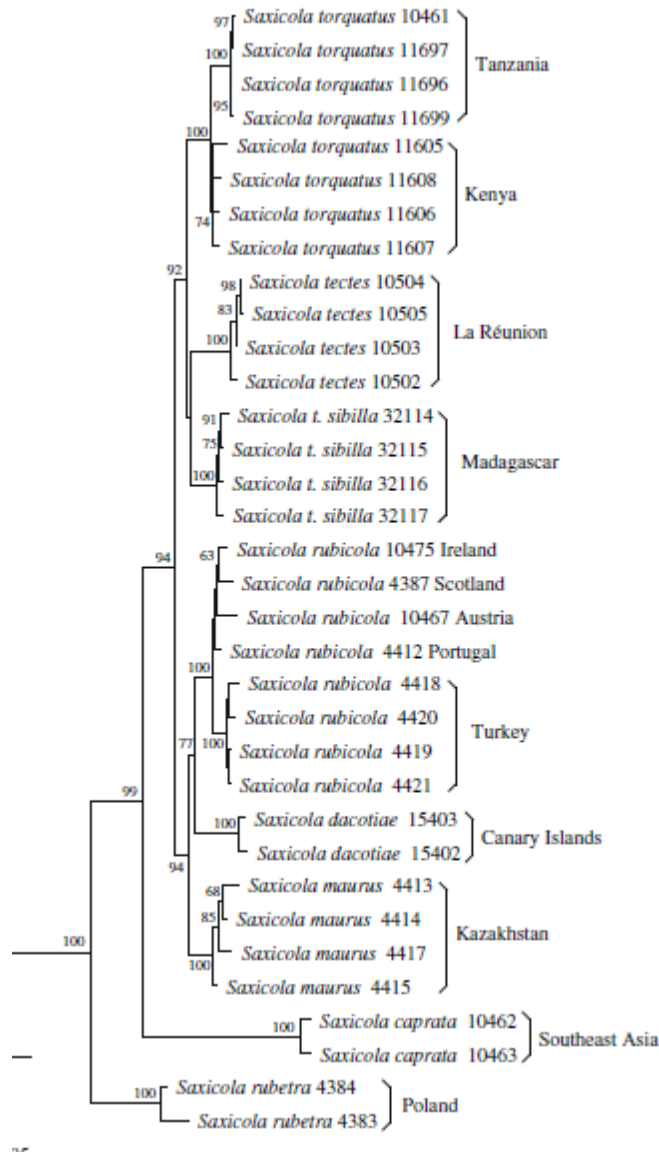 97
Saxicola torquatus 10461
100
Saxicola torquatus 11697
Tanzania
Saxicola torquatus 11696
95
Saxicola torquatus 11699
100
Saxicola torquatus 11605
Saxicola torquatus 11608
Kenya
Saxicola torquatus 11606
74
Saxicola torquatus 11607
92
98
Saxicola tectes 10504
83
Saxicola tectes 10505
La Réunion
100
Saxicola tectes 10503
Saxicola tectes 10502
91
Saxicola t. sibilla 32114
75
Saxicola t. sibilla 32115
Madagascar
100
Saxicola t. sibilla 32116
Saxicola t. sibilla 32117
94
63
Saxicola rubicola 10475 Ireland
Saxicola rubicola 4387 Scotland
Saxicola rubicola 10467 Austria
100
Saxicola rubicola 4412 Portugal
Saxicola rubicola 4418
Saxicola rubicola 4420
Turkey
77
100
Saxicola rubicola 4419
Saxicola rubicola 4421
99
100
Saxicola dacotiae 15403
Canary Islands
Saxicola dacotiae 15402
94
68
Saxicola maurus 4413
85
Saxicola maurus 4414
Kazakhstan
Saxicola maurus 4417
100
Saxicola maurus 4415
100
100
Saxicola caprata 10462
Southeast Asia
Saxicola caprata 10463
100
Saxicola rubetra 4384
Poland
Saxicola rubetra 4383